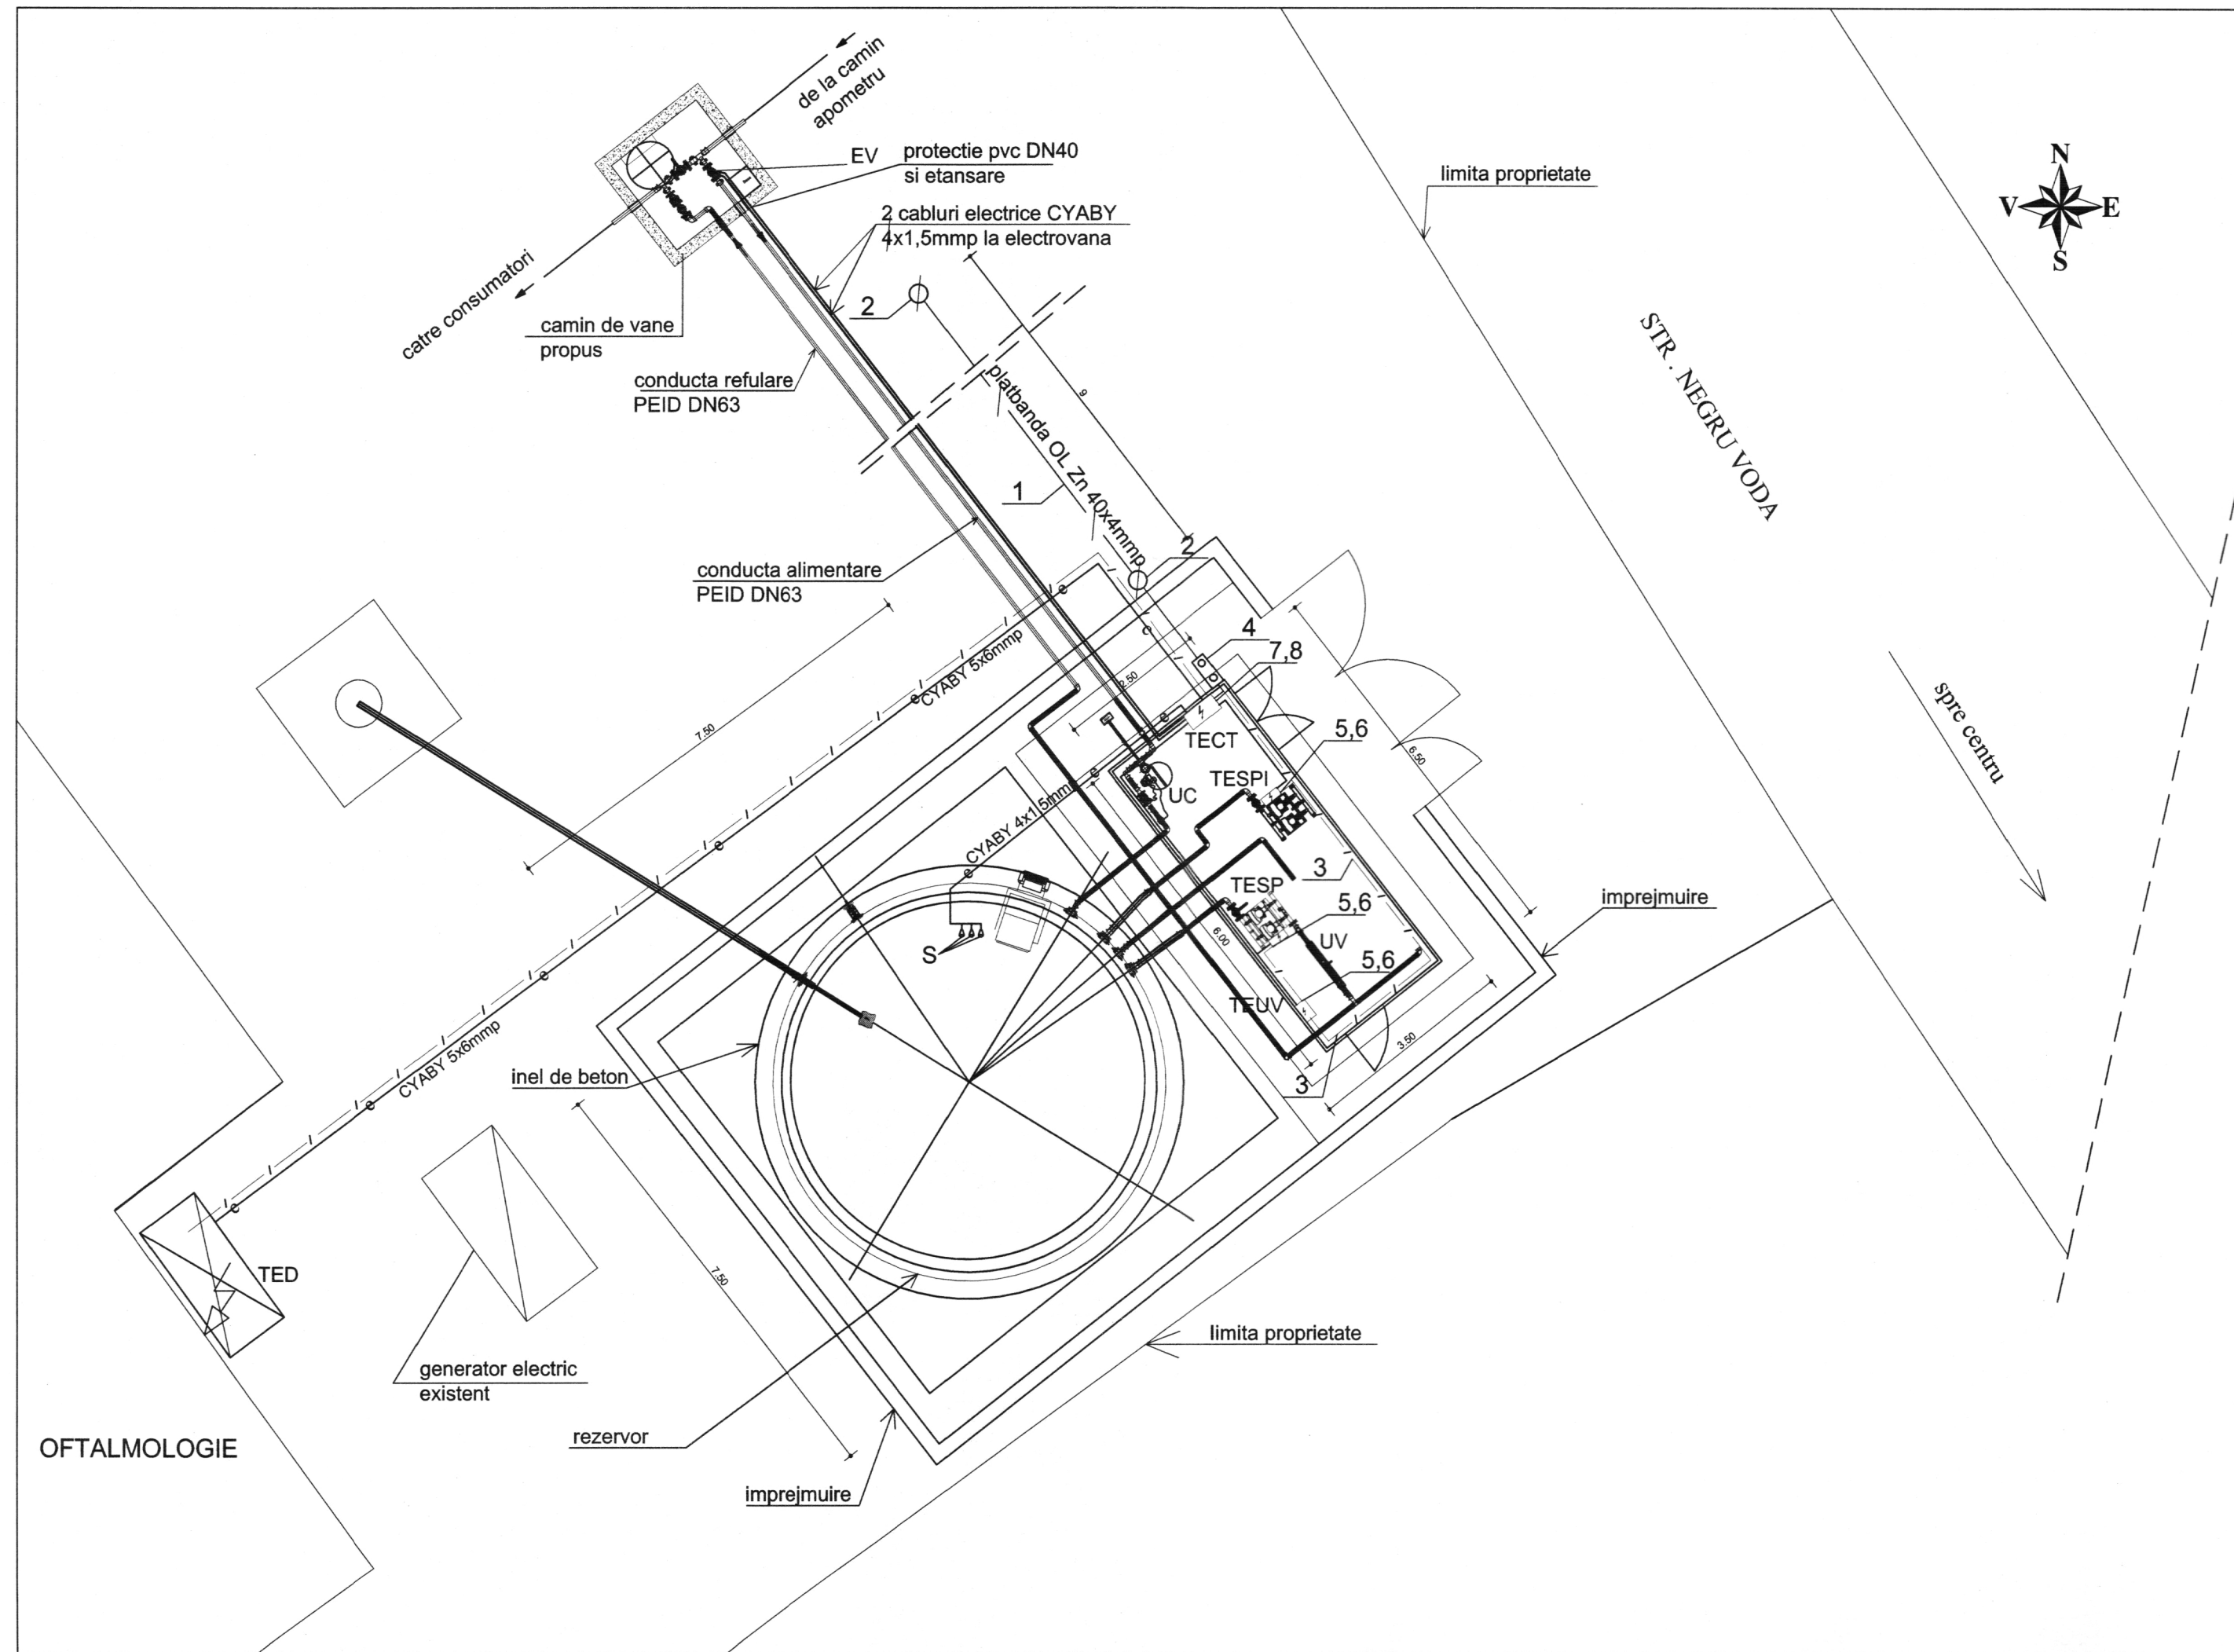 de la camin
apometru
EV
protectie pvc DN40
si etansare
limita proprietate
N
V
E
S
2 cabluri electrice CYABY
4x1,5mmp la electrovana
catre consumatori
2
camin de vane
propus
STR . NEGRU VODA
conducta refulare
PEID DN63
platbanda OL Zn 40x4mmp
9
1
2
conducta alimentare
PEID DN63
CYABY 5x6mmp
4
7,8
2.50
spre centru
7.50
TECT
5,6
6.50
TESPI
UC
CYABY 4x1,5mm
3
TESP
5,6
imprejmuire
S
6.00
UV
5,6
TEUV
3.50
CYABY 5x6mmp
inel de beton
3
TED
7.50
limita proprietate
generator electric
existent
rezervor
OFTALMOLOGIE
imprejmuire